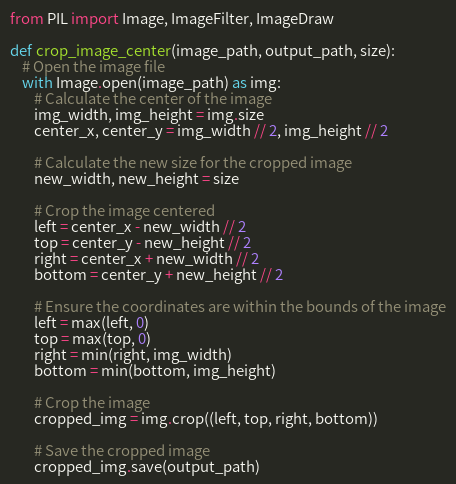 from PIL import Image, ImageFilter, ImageDraw

def crop_image_center(image_path, output_path, size):
    # Open the image file
    with Image.open(image_path) as img:
        # Calculate the center of the image
        img_width, img_height = img.size
        center_x, center_y = img_width // 2, img_height // 2

        # Calculate the new size for the cropped image
        new_width, new_height = size

        # Crop the image centered
        left = center_x - new_width // 2
        top = center_y - new_height // 2
        right = center_x + new_width // 2
        bottom = center_y + new_height // 2

        # Ensure the coordinates are within the bounds of the image
        left = max(left, 0)
        top = max(top, 0)
        right = min(right, img_width)
        bottom = min(bottom, img_height)

        # Crop the image
        cropped_img = img.crop((left, top, right, bottom))

        # Save the cropped image
        cropped_img.save(output_path)